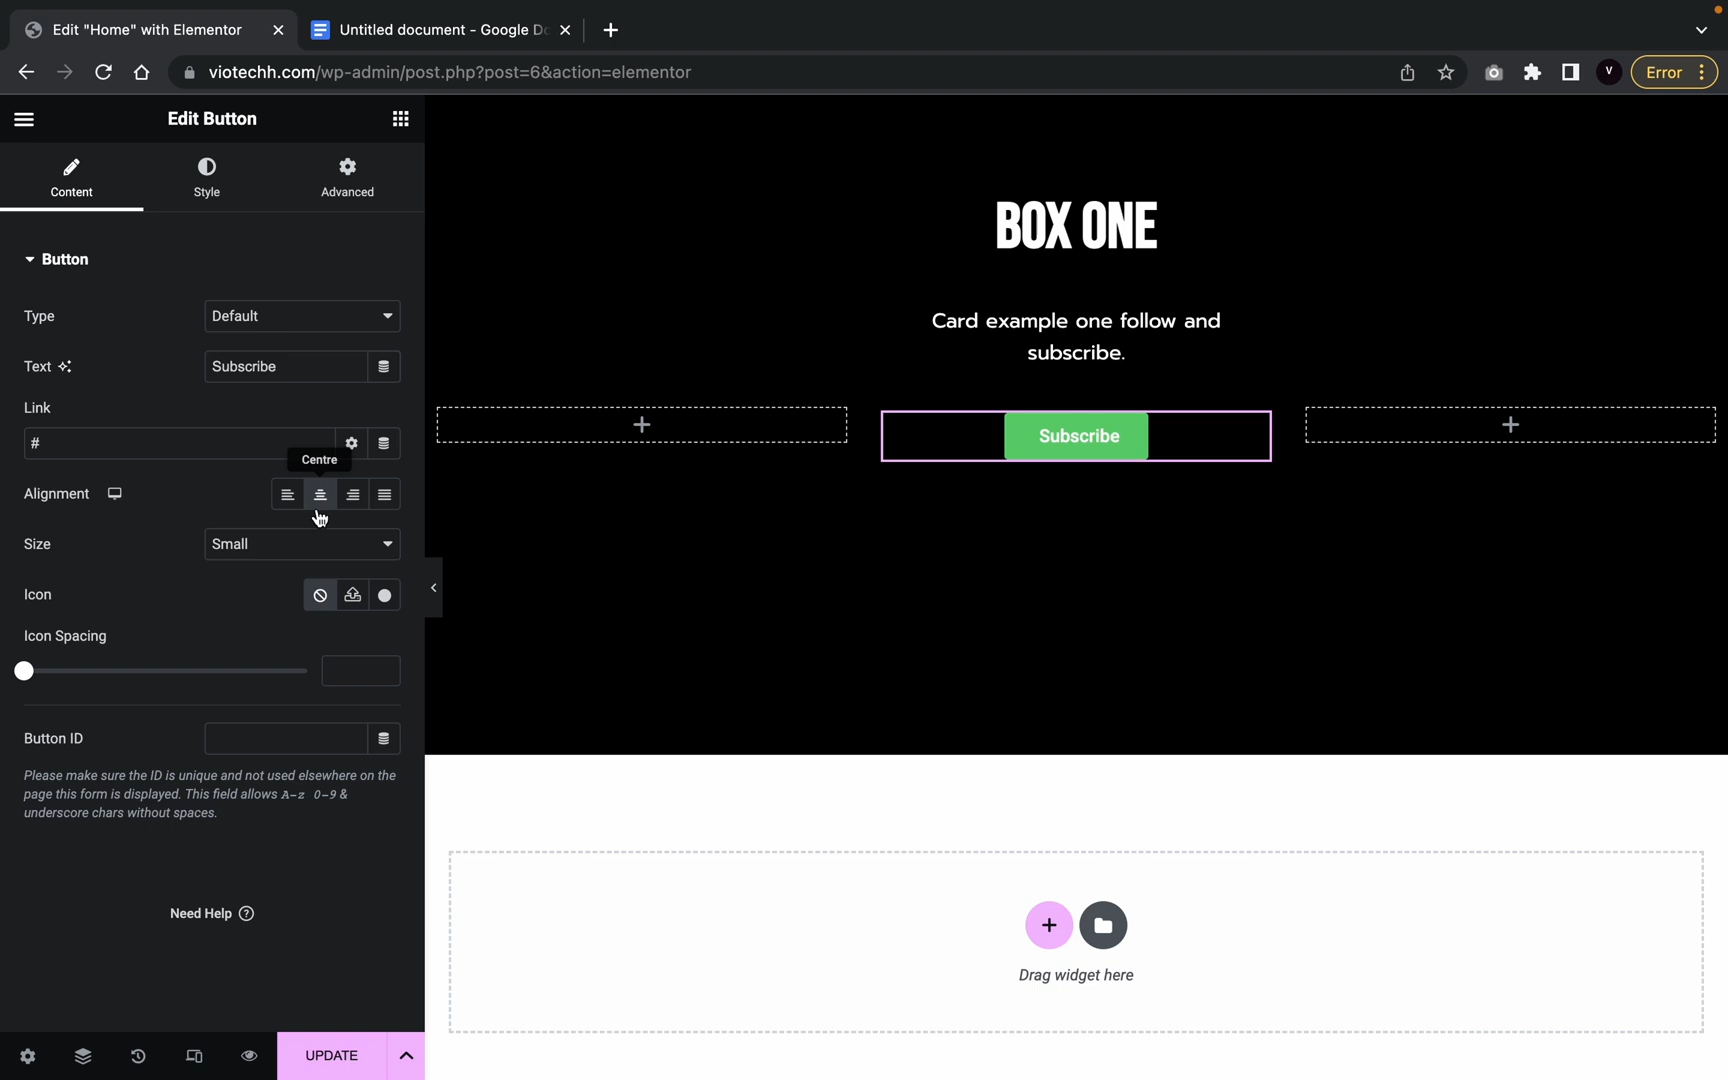 Edit "Home" with Elementor
Untitled document - Google Do
viotechh.com/wp-admin/post.php?post=6&action=elementor
V
Error
Edit Button
Content
Style
Advanced
Button
Type
Default
Text
Subscribe
Link
#
Centre
Alignment
Size
Small
Icon
Icon Spacing
Button ID
Please make sure the ID is unique and not used elsewhere on the
page this form is displayed. This field allows A-z 0-9 &
underscore chars without spaces.
Need Help
UPDATE
BOX ONE
Card example one follow and
subscribe.
Subscribe
Drag widget here